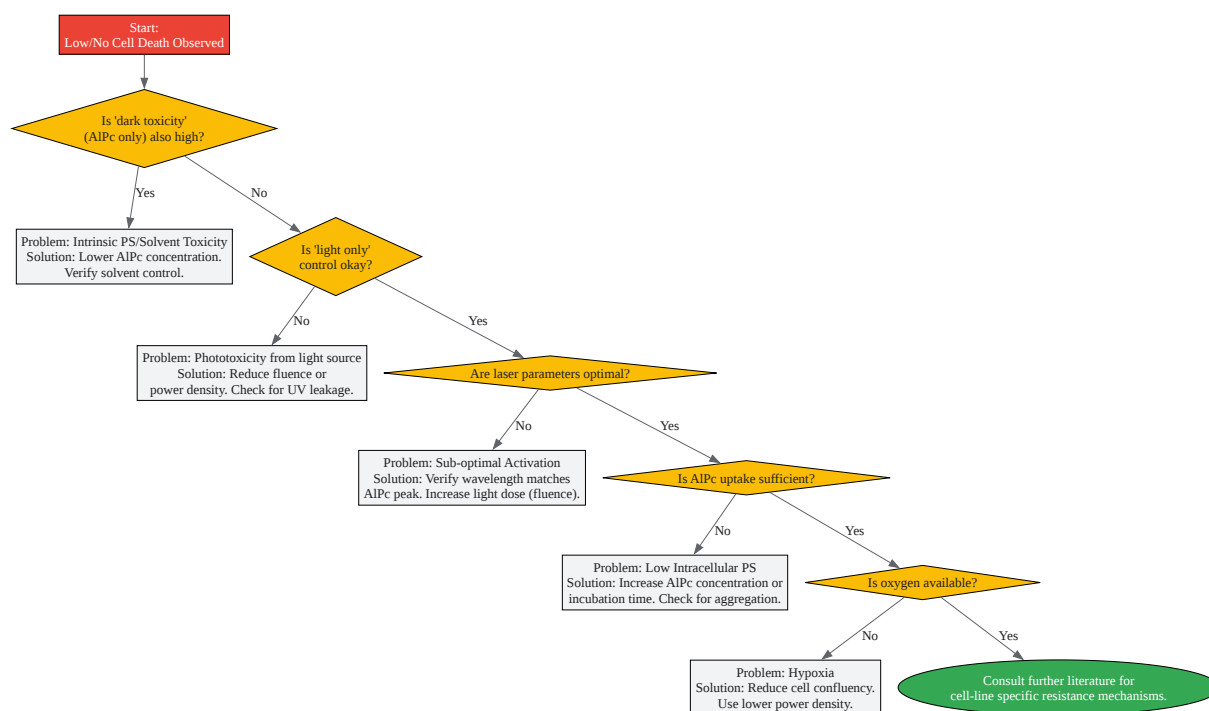 Start:
Low/No Cell Death Observed
Is 'dark toxicity'
(AlPc only) also high?
Yes
No
Problem: Intrinsic PS/Solvent Toxicity
Solution: Lower AlPc concentration.
Verify solvent control.
Is 'light only'
control okay?
No
Yes
Problem: Phototoxicity from light source
Solution: Reduce fluence or
power density. Check for UV leakage.
Are laser parameters optimal?
No
Yes
Problem: Sub-optimal Activation
Solution: Verify wavelength matches
AlPc peak. Increase light dose (fluence).
Is AlPc uptake sufficient?
No
Yes
Problem: Low Intracellular PS
Solution: Increase AlPc concentration or
incubation time. Check for aggregation.
Is oxygen available?
No
Yes
Problem: Hypoxia
Solution: Reduce cell confluency.
Use lower power density.
Consult further literature for
cell-line specific resistance mechanisms.